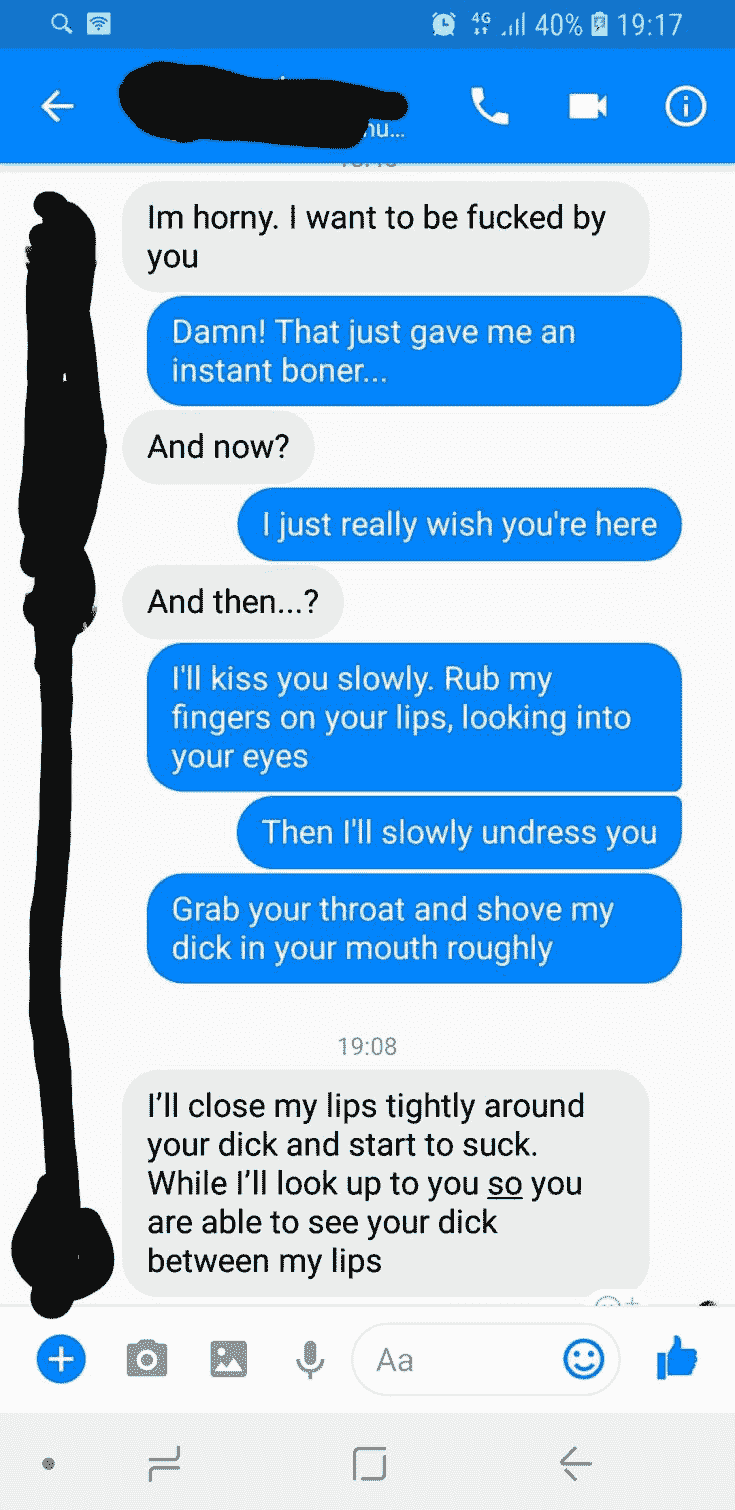 40% 19:17
nu...
Im horny. I want to be fucked by
you
Damn! That just gave me an
instant boner...
And now?
I just really wish you're here
And then...?
I'll kiss you slowly. Rub my
fingers on your lips, looking into
your eyes
Then I'll slowly undress you
Grab your throat and shove my
dick in your mouth roughly
19:08
I’ll close my lips tightly around
your dick and start to suck.
While I’ll look up to you so you
are able to see your dick
between my lips
Aa